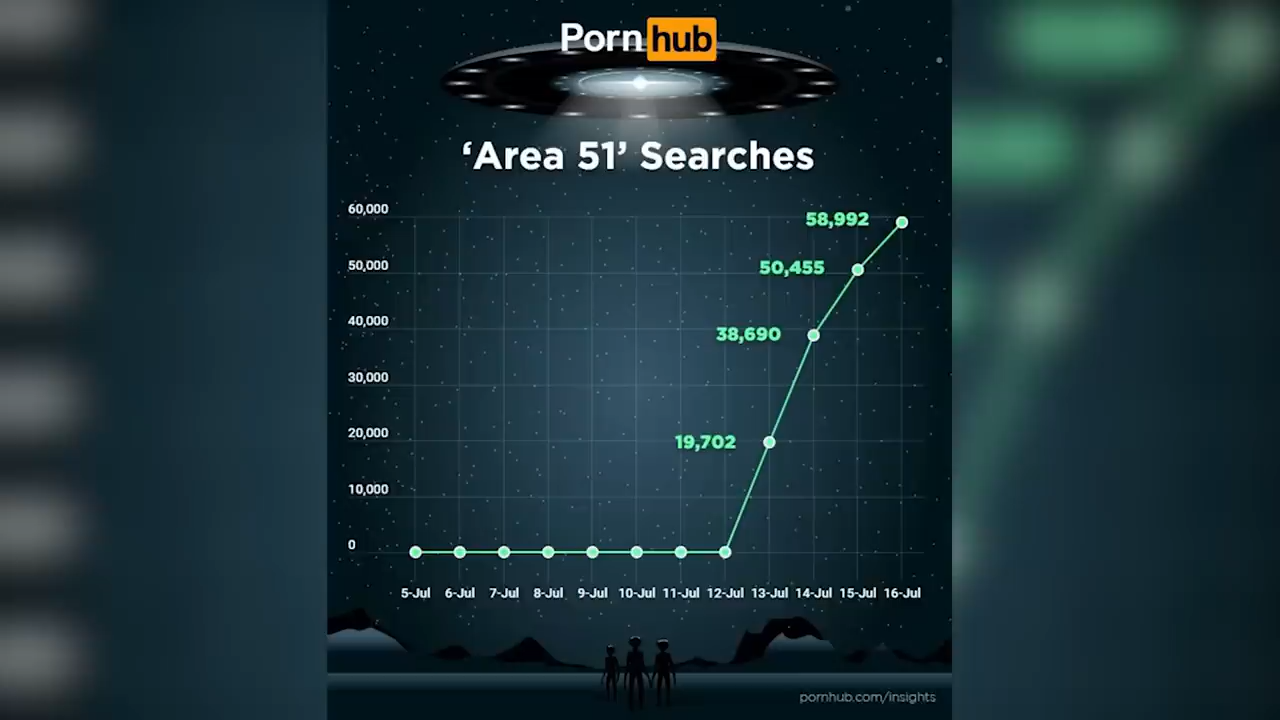 Pornhub
‘Area 51’ Searches
60,000
58,992
50,000
50,455
40,000
38,690
30,000
20,000
19,702
10,000
0
5-Jul 6-Jul 7-Jul 8-Jul 9-Jul 10-Jul 11-Jul 12-Jul 13-Jul 14-Jul 15-Jul 16-Jul
pornhub.com/insights